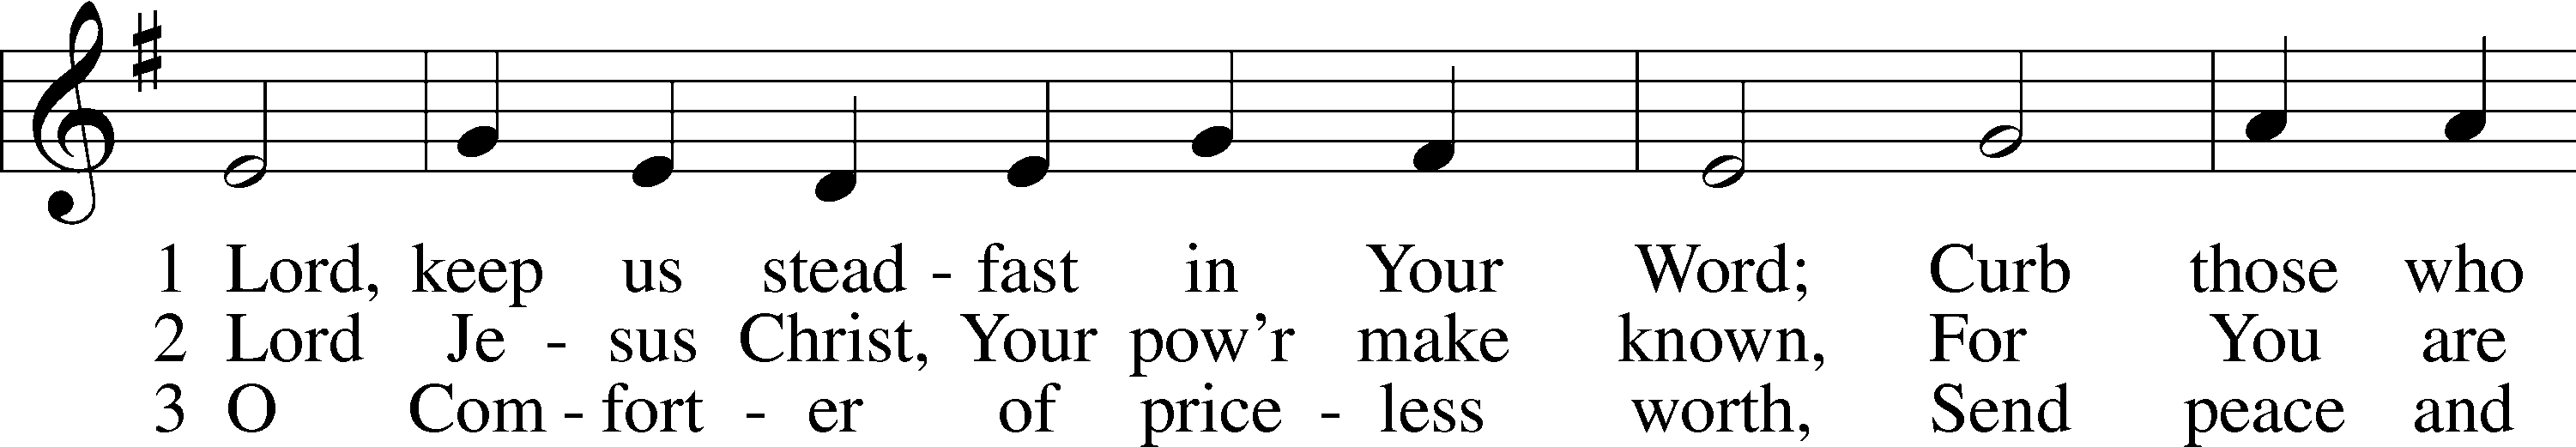 1 Lord, keep us stead - fast in Your Word; Curb those who
2 Lord Je - sus Christ, Your pow'r make known, For You are
3 O Com - fort - er of price - less worth, Send peace and